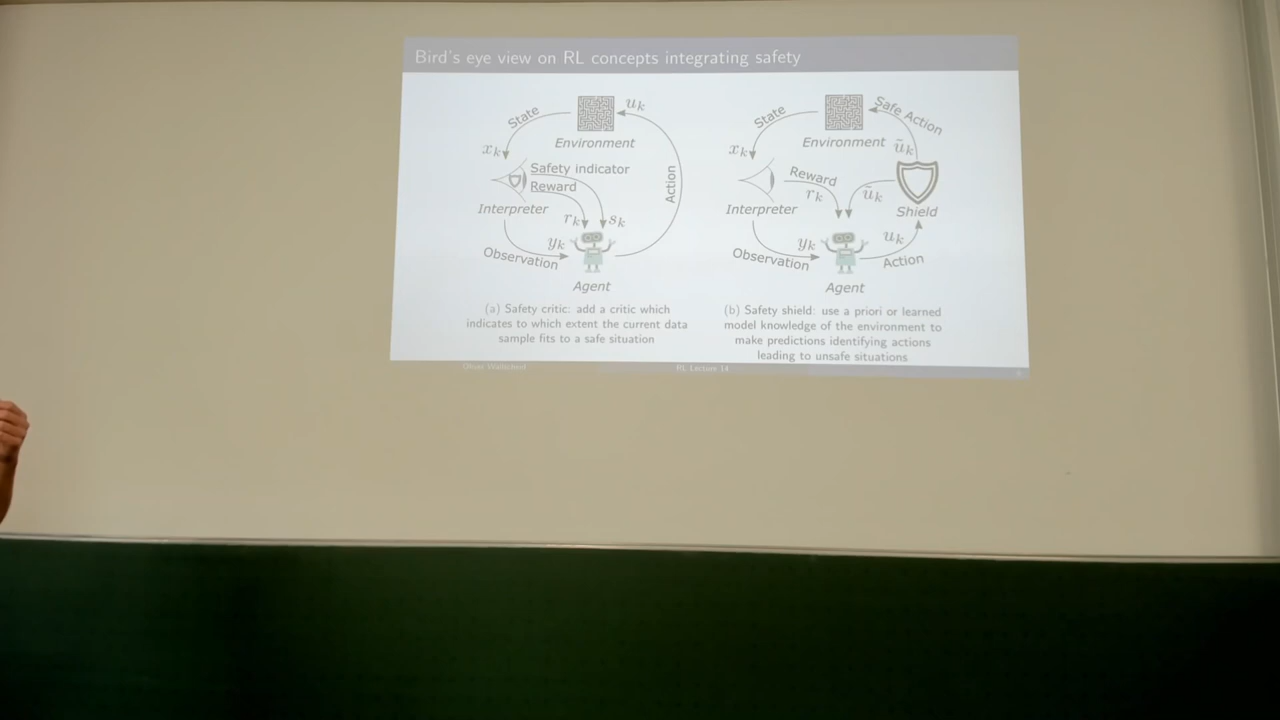 Bird's eye view on RL concepts integrating safety
State
u_k
Environment
x_k
Safety indicator
Reward
Action
Interpreter
r_k
s_k
y_k
Observation
Agent
(a) Safety critic: add a critic which
indicates to which extent the current data
sample fits to a safe situation
State
Safe Action
Environment
ũ_k
x_k
Reward
r_k
ũ_k
Interpreter
Shield
y_k
u_k
Observation
Action
Agent
(b) Safety shield: use a priori or learned
model knowledge of the environment to
make predictions identifying actions
leading to unsafe situations
Oliver Wallscheid
RL Lecture 14